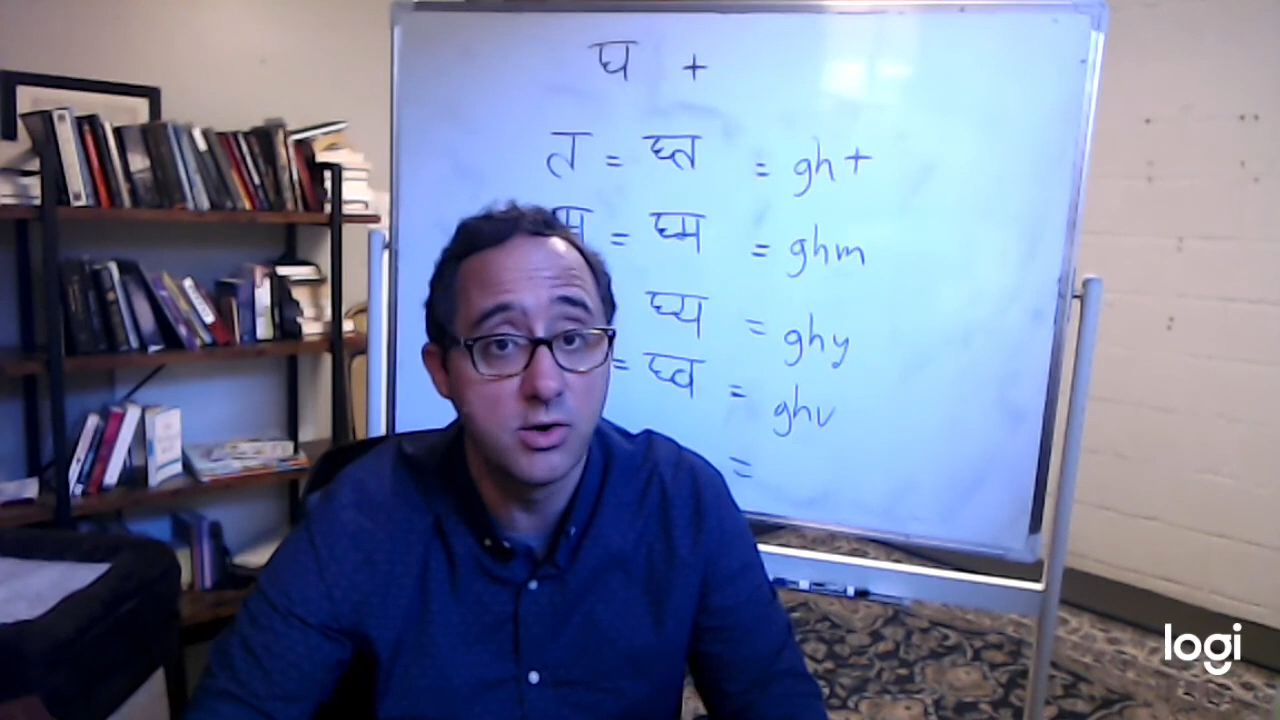 घ +
त = घ्त = ght
म = घ्म = ghm
घ्य = ghy
= घ्व = ghv
=
logi